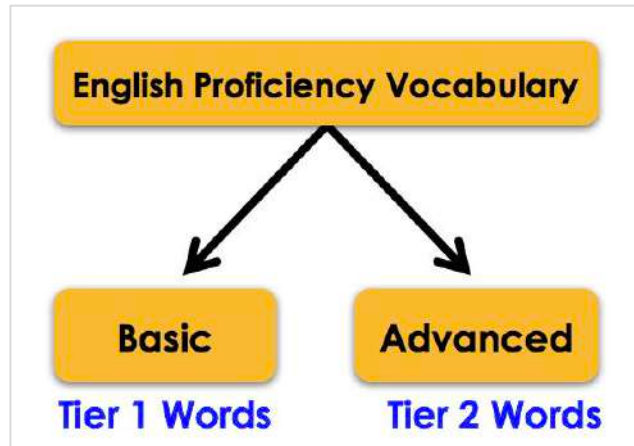 English Proficiency Vocabulary
Basic
Advanced
Tier 1 Words
Tier 2 Words